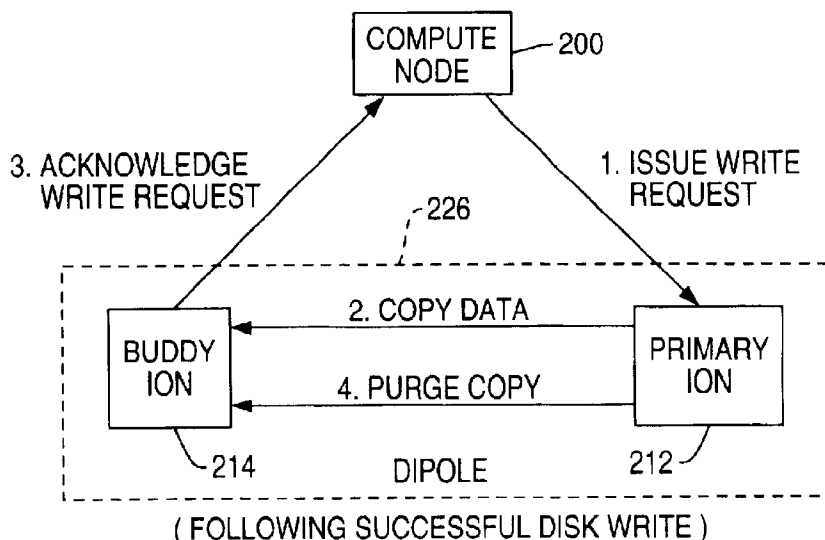 COMPUTE
NODE
200
3. ACKNOWLEDGE
WRITE REQUEST
1. ISSUE WRITE
REQUEST
226
BUDDY
ION
2. COPY DATA
4. PURGE COPY
PRIMARY
ION
214
DIPOLE
212
( FOLLOWING SUCCESSFUL DISK WRITE )